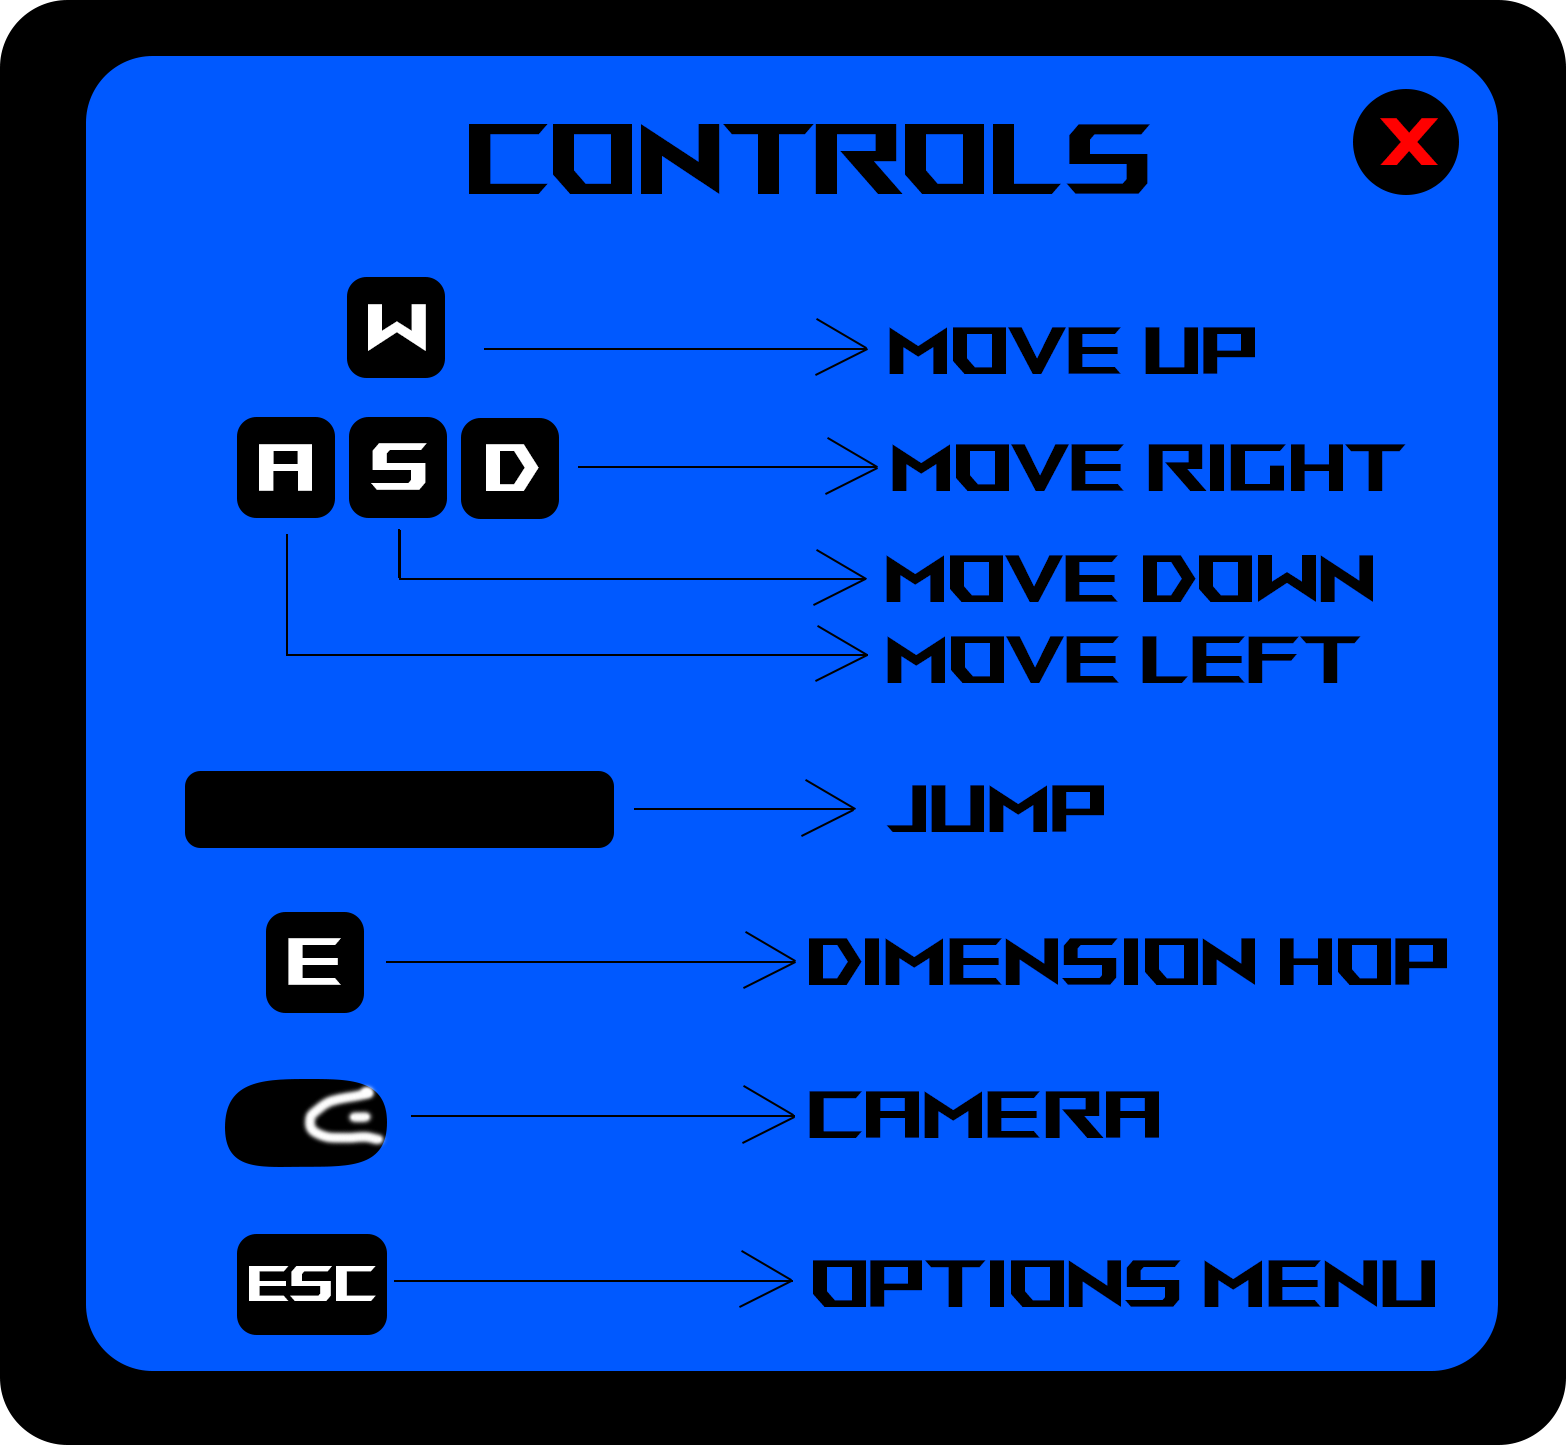 CONTROLS X
W MOVE UP
A S D MOVE RIGHT
MOVE DOWN
MOVE LEFT
JUMP
E DIMENSION HOP
CAMERA
ESC OPTIONS MENU